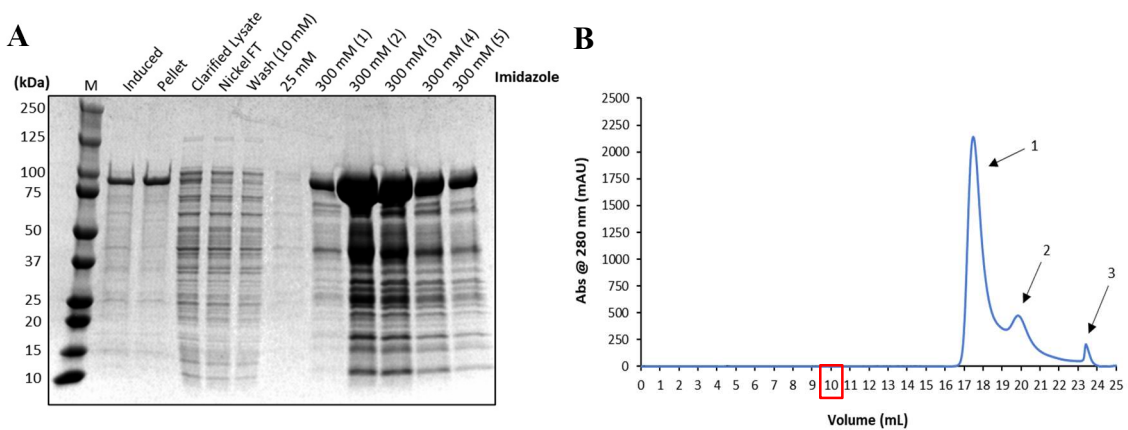 A
(kDa)
M
Induced
Pellet
Clarified Lysate
Nickel FT
Wash (10 mM)
25 mM
300 mM (1)
300 mM (2)
300 mM (3)
300 mM (4)
300 mM (5)
Imidazole
250
125
100
75
50
37
25
20
15
10
B
Abs @ 280 nm (mAU)
2500
2250
2000
1750
1500
1250
1000
750
500
250
0
1
2
3
0 1 2 3 4 5 6 7 8 9 10 11 12 13 14 15 16 17 18 19 20 21 22 23 24 25
Volume (mL)